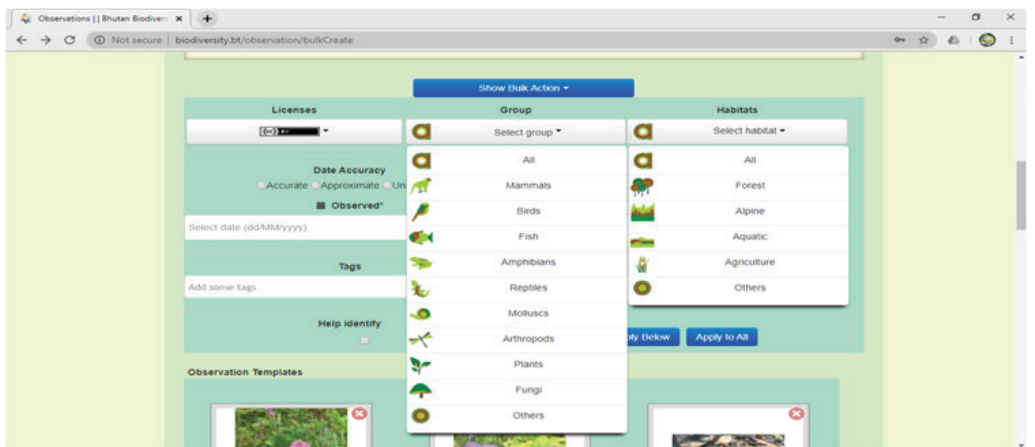 Observations | | Bhutan Biodivers
Not secure | biodiversity.bt/observation/bulkCreate
Show Bulk Action
Licenses
Group
Habitats
Select group
Select habitat
All
Mammals
Birds
Fish
Amphibians
Reptiles
Molluscs
Arthropods
Plants
Fungi
Others
All
Forest
Alpine
Aquatic
Agriculture
Others
Date Accuracy
Accurate Approximate Un
Observed*
Select date (dd/MM/yyyy)
Tags
Add some tags
Help identify
ply Below
Apply to All
Observation Templates